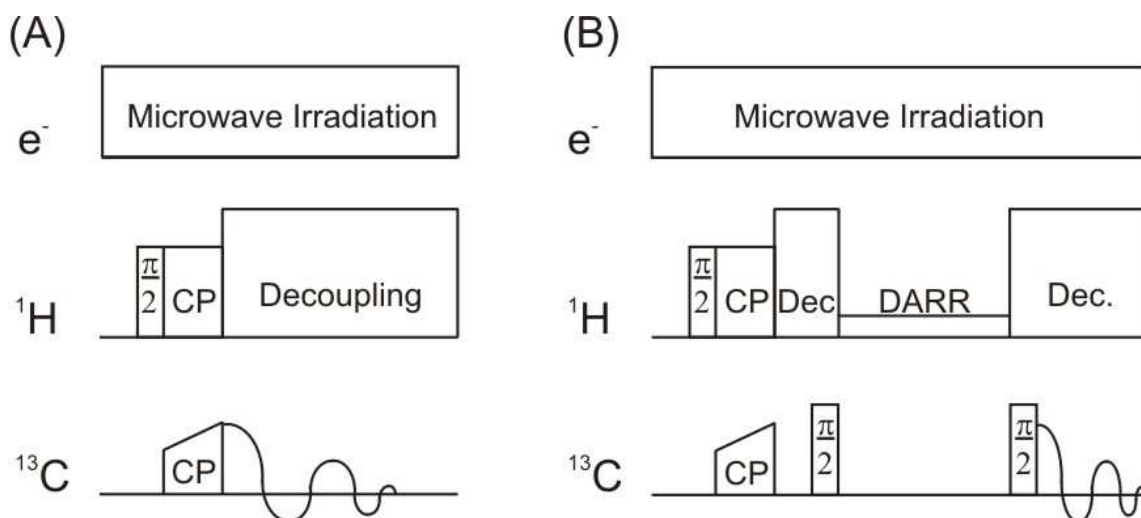 (A)
(B)
e-
Microwave Irradiation
e-
Microwave Irradiation
1H
π/2
CP
Decoupling
1H
π/2
CP
Dec
DARR
Dec.
13C
CP
13C
CP
π/2
π/2